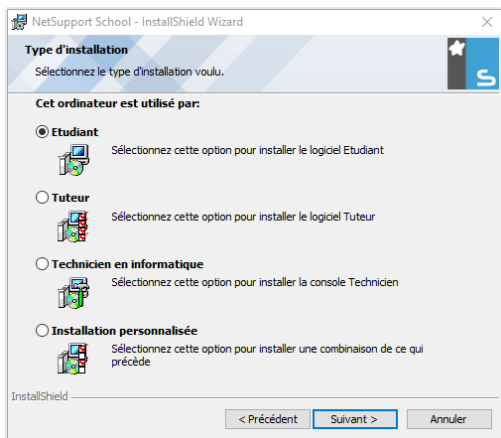 NetSupport School - InstallShield Wizard
Type d'installation
Sélectionnez le type d'installation voulu.
S
Cet ordinateur est utilisé par:
Etudiant
Sélectionnez cette option pour installer le logiciel Etudiant
Tuteur
Sélectionnez cette option pour installer le logiciel Tuteur
Technicien en informatique
Sélectionnez cette option pour installer la console Technicien
Installation personnalisée
Sélectionnez cette option pour installer une combinaison de ce qui
précède
InstallShield
< Précédent Suivant > Annuler